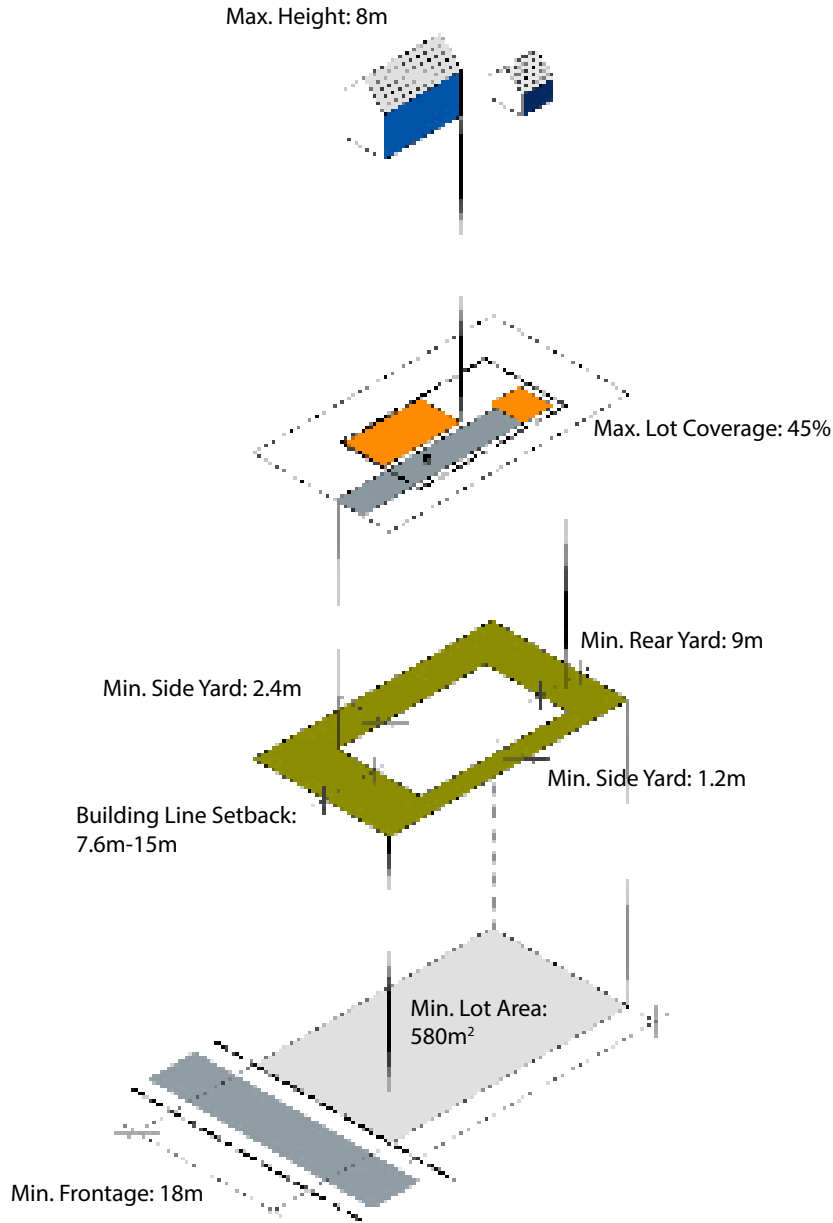 Max. Height: 8m
Max. Lot Coverage: 45%
Min. Rear Yard: 9m
Min. Side Yard: 2.4m
Min. Side Yard: 1.2m
Building Line Setback:
7.6m-15m
Min. Lot Area:
580m²
Min. Frontage: 18m